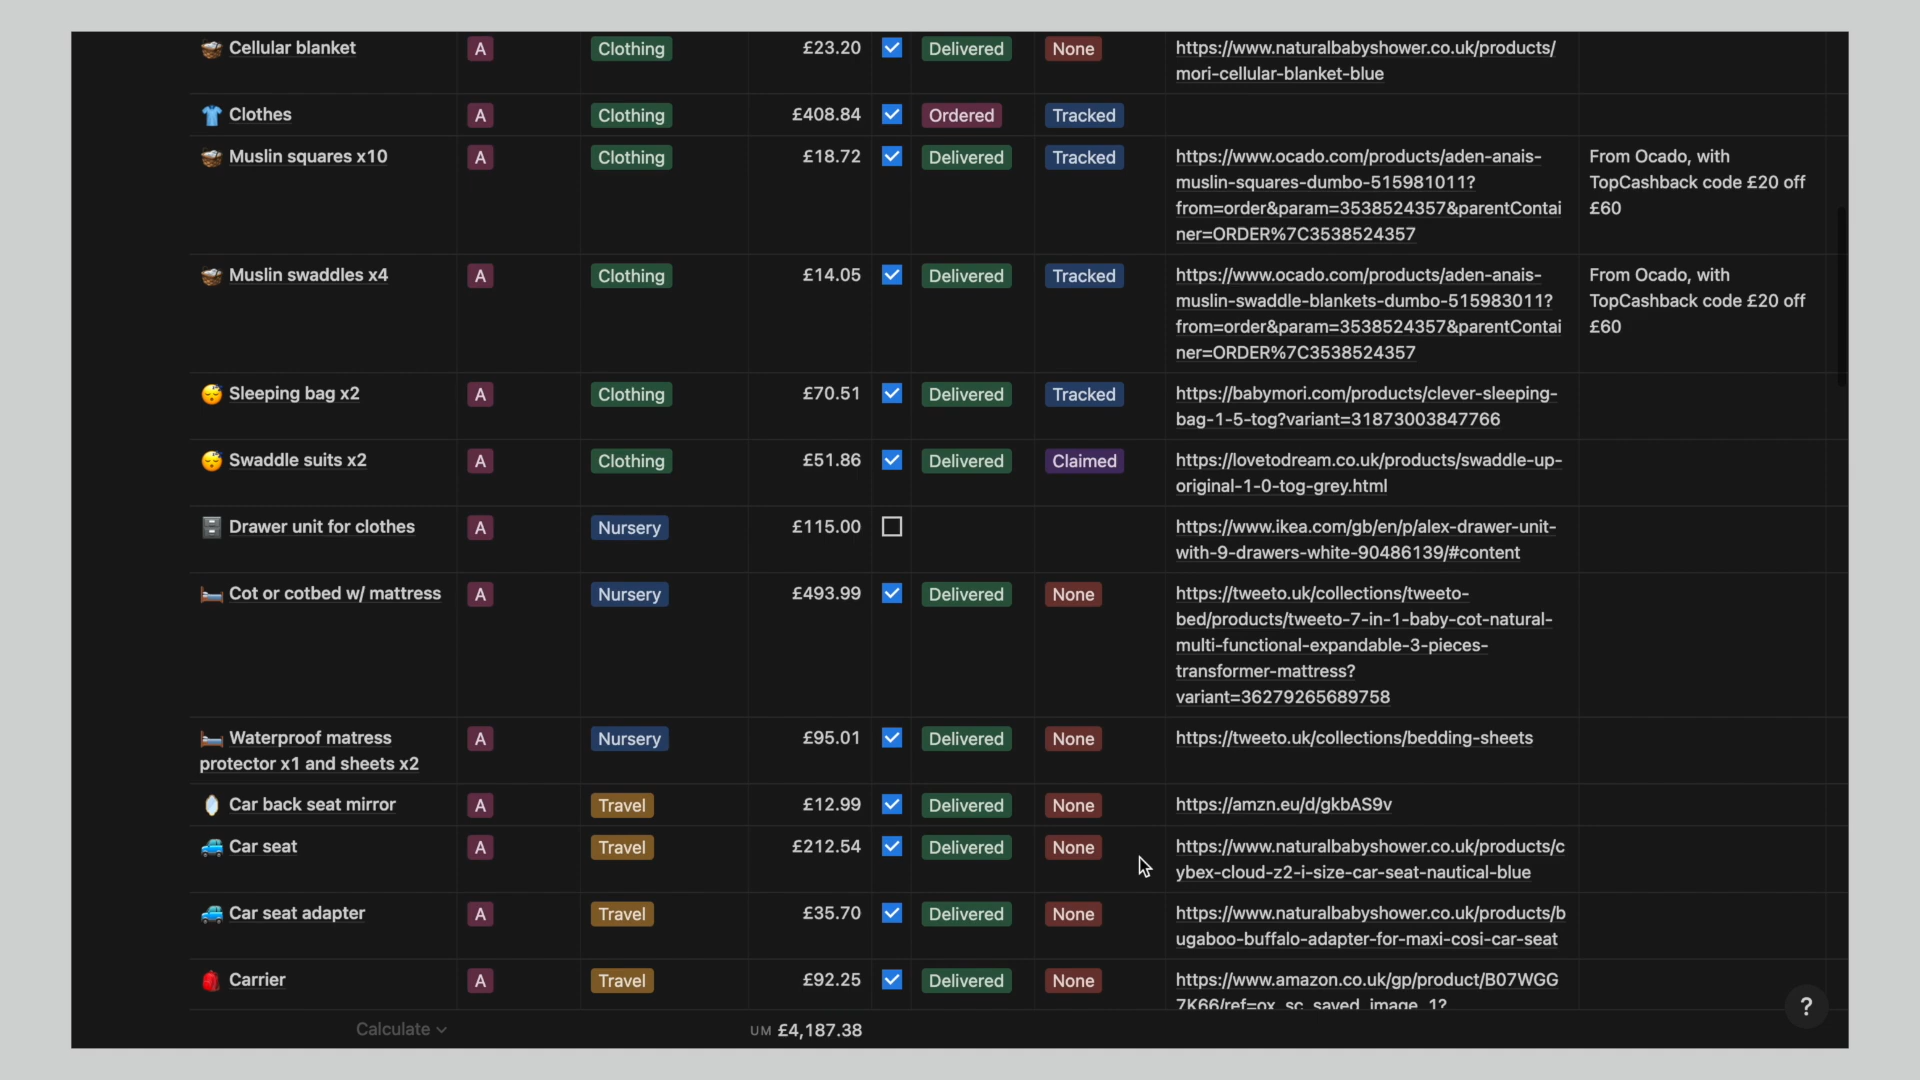 Cellular blanket A Clothing £23.20 Delivered None https://www.naturalbabyshower.co.uk/products/
mori-cellular-blanket-blue
Clothes A Clothing £408.84 Ordered Tracked
Muslin squares x10 A Clothing £18.72 Delivered Tracked https://www.ocado.com/products/aden-anais- From Ocado, with
muslin-squares-dumbo-515981011? TopCashback code £20 off
from=order&param=3538524357&parentContai £60
ner=ORDER%7C3538524357
Muslin swaddles x4 A Clothing £14.05 Delivered Tracked https://www.ocado.com/products/aden-anais- From Ocado, with
muslin-swaddle-blankets-dumbo-515983011? TopCashback code £20 off
from=order&param=3538524357&parentContai £60
ner=ORDER%7C3538524357
Sleeping bag x2 A Clothing £70.51 Delivered Tracked https://babymori.com/products/clever-sleeping-
bag-1-5-tog?variant=31873003847766
Swaddle suits x2 A Clothing £51.86 Delivered Claimed https://lovetodream.co.uk/products/swaddle-up-
original-1-0-tog-grey.html
Drawer unit for clothes A Nursery £115.00 https://www.ikea.com/gb/en/p/alex-drawer-unit-
with-9-drawers-white-90486139/#content
Cot or cotbed w/ mattress A Nursery £493.99 Delivered None https://tweeto.uk/collections/tweeto-
bed/products/tweeto-7-in-1-baby-cot-natural-
multi-functional-expandable-3-pieces-
transformer-mattress?
variant=36279265689758
Waterproof matress A Nursery £95.01 Delivered None https://tweeto.uk/collections/bedding-sheets
protector x1 and sheets x2
Car back seat mirror A Travel £12.99 Delivered None https://amzn.eu/d/gkbAS9v
Car seat A Travel £212.54 Delivered None https://www.naturalbabyshower.co.uk/products/c
ybex-cloud-z2-i-size-car-seat-nautical-blue
Car seat adapter A Travel £35.70 Delivered None https://www.naturalbabyshower.co.uk/products/b
ugaboo-buffalo-adapter-for-maxi-cosi-car-seat
Carrier A Travel £92.25 Delivered None https://www.amazon.co.uk/gp/product/B07WGG
7K66/ref=ox_sc_saved_image_1?
?
Calculate UM £4,187.38